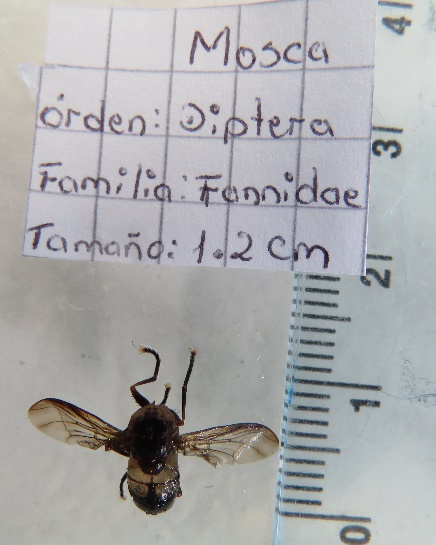 Mosca
órden: Diptera
Familia: Fannidae
Tamaño: 1.2 cm
4
3
2
1
0